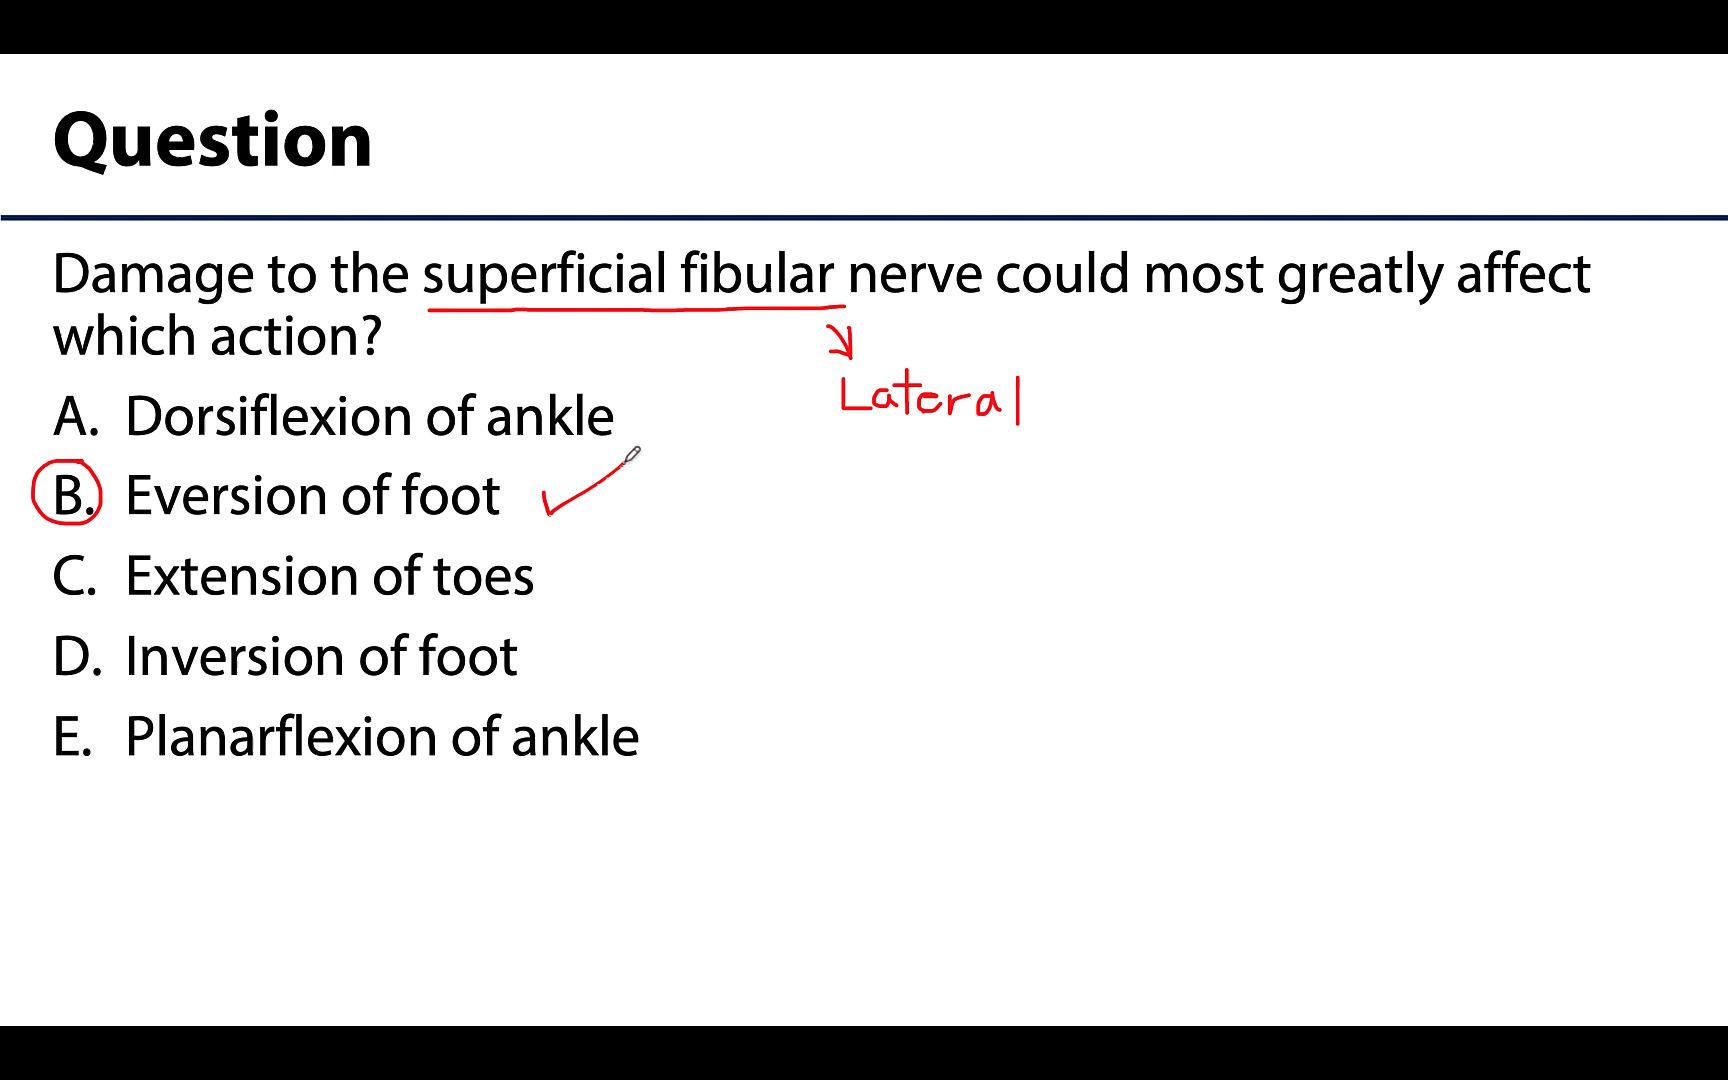 Question
Damage to the superficial fibular nerve could most greatly affect
which action?
Lateral
A. Dorsiflexion of ankle
B. Eversion of foot
C. Extension of toes
D. Inversion of foot
E. Planarflexion of ankle